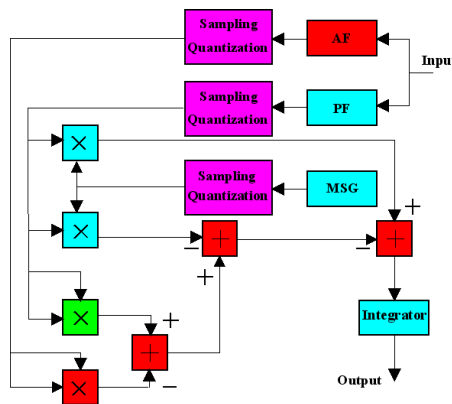 Sampling
Quantization
AF
Inpu
Sampling
Quantization
PF
×
+
Sampling
Quantization
MSG
×
−
+
−
+
+
×
+
+
×
−
Integrator
Output